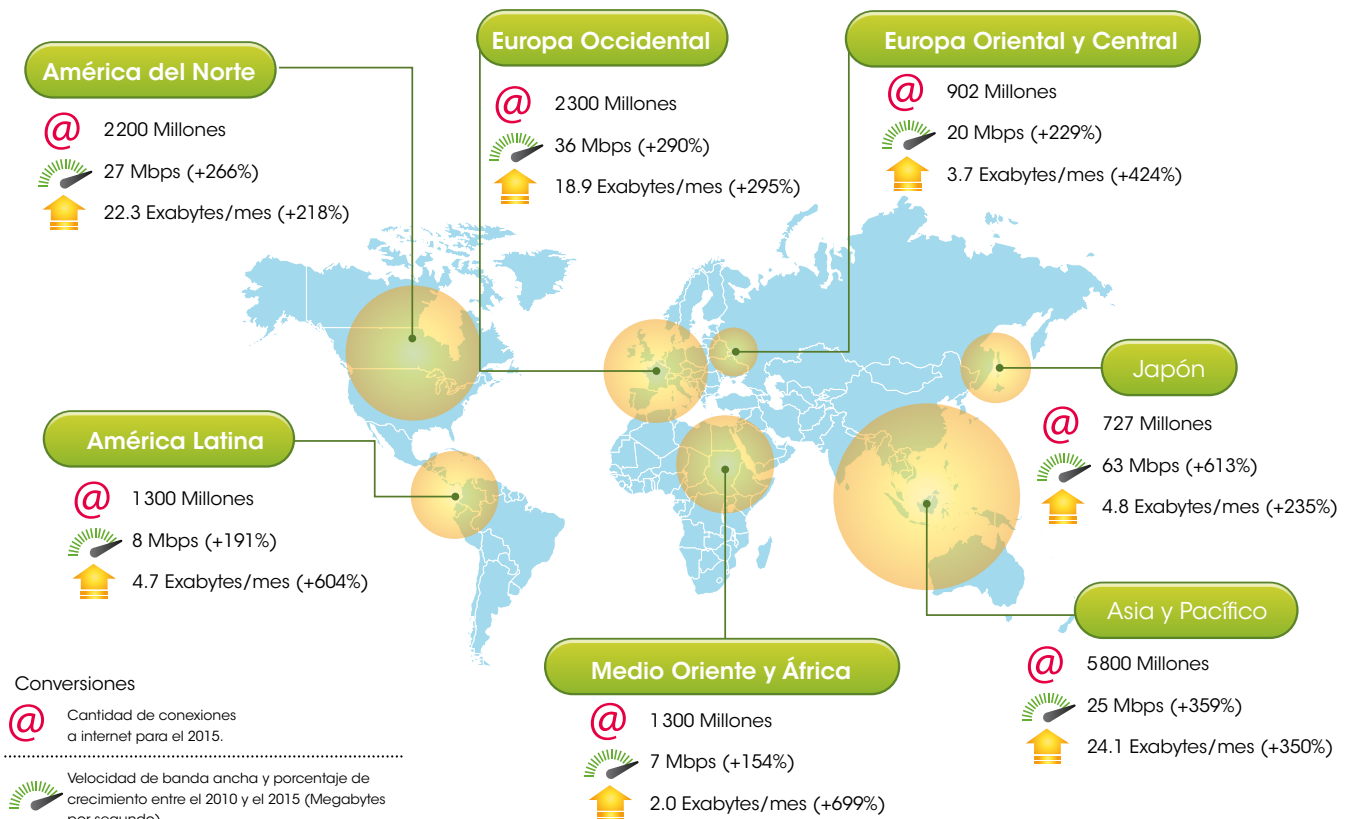 América del Norte
@ 2200 Millones
27 Mbps (+266%)
22.3 Exabytes/mes (+218%)
Europa Occidental
@ 2300 Millones
36 Mbps (+290%)
18.9 Exabytes/mes (+295%)
Europa Oriental y Central
@ 902 Millones
20 Mbps (+229%)
3.7 Exabytes/mes (+424%)
Japón
@ 727 Millones
63 Mbps (+613%)
4.8 Exabytes/mes (+235%)
América Latina
@ 1300 Millones
8 Mbps (+191%)
4.7 Exabytes/mes (+604%)
Asia y Pacífico
@ 5800 Millones
25 Mbps (+359%)
24.1 Exabytes/mes (+350%)
Medio Oriente y África
@ 1300 Millones
7 Mbps (+154%)
2.0 Exabytes/mes (+699%)
Conversiones
@ Cantidad de conexiones
a internet para el 2015.
Velocidad de banda ancha y porcentaje de
crecimiento entre el 2010 y el 2015 (Megabytes
por segundo)